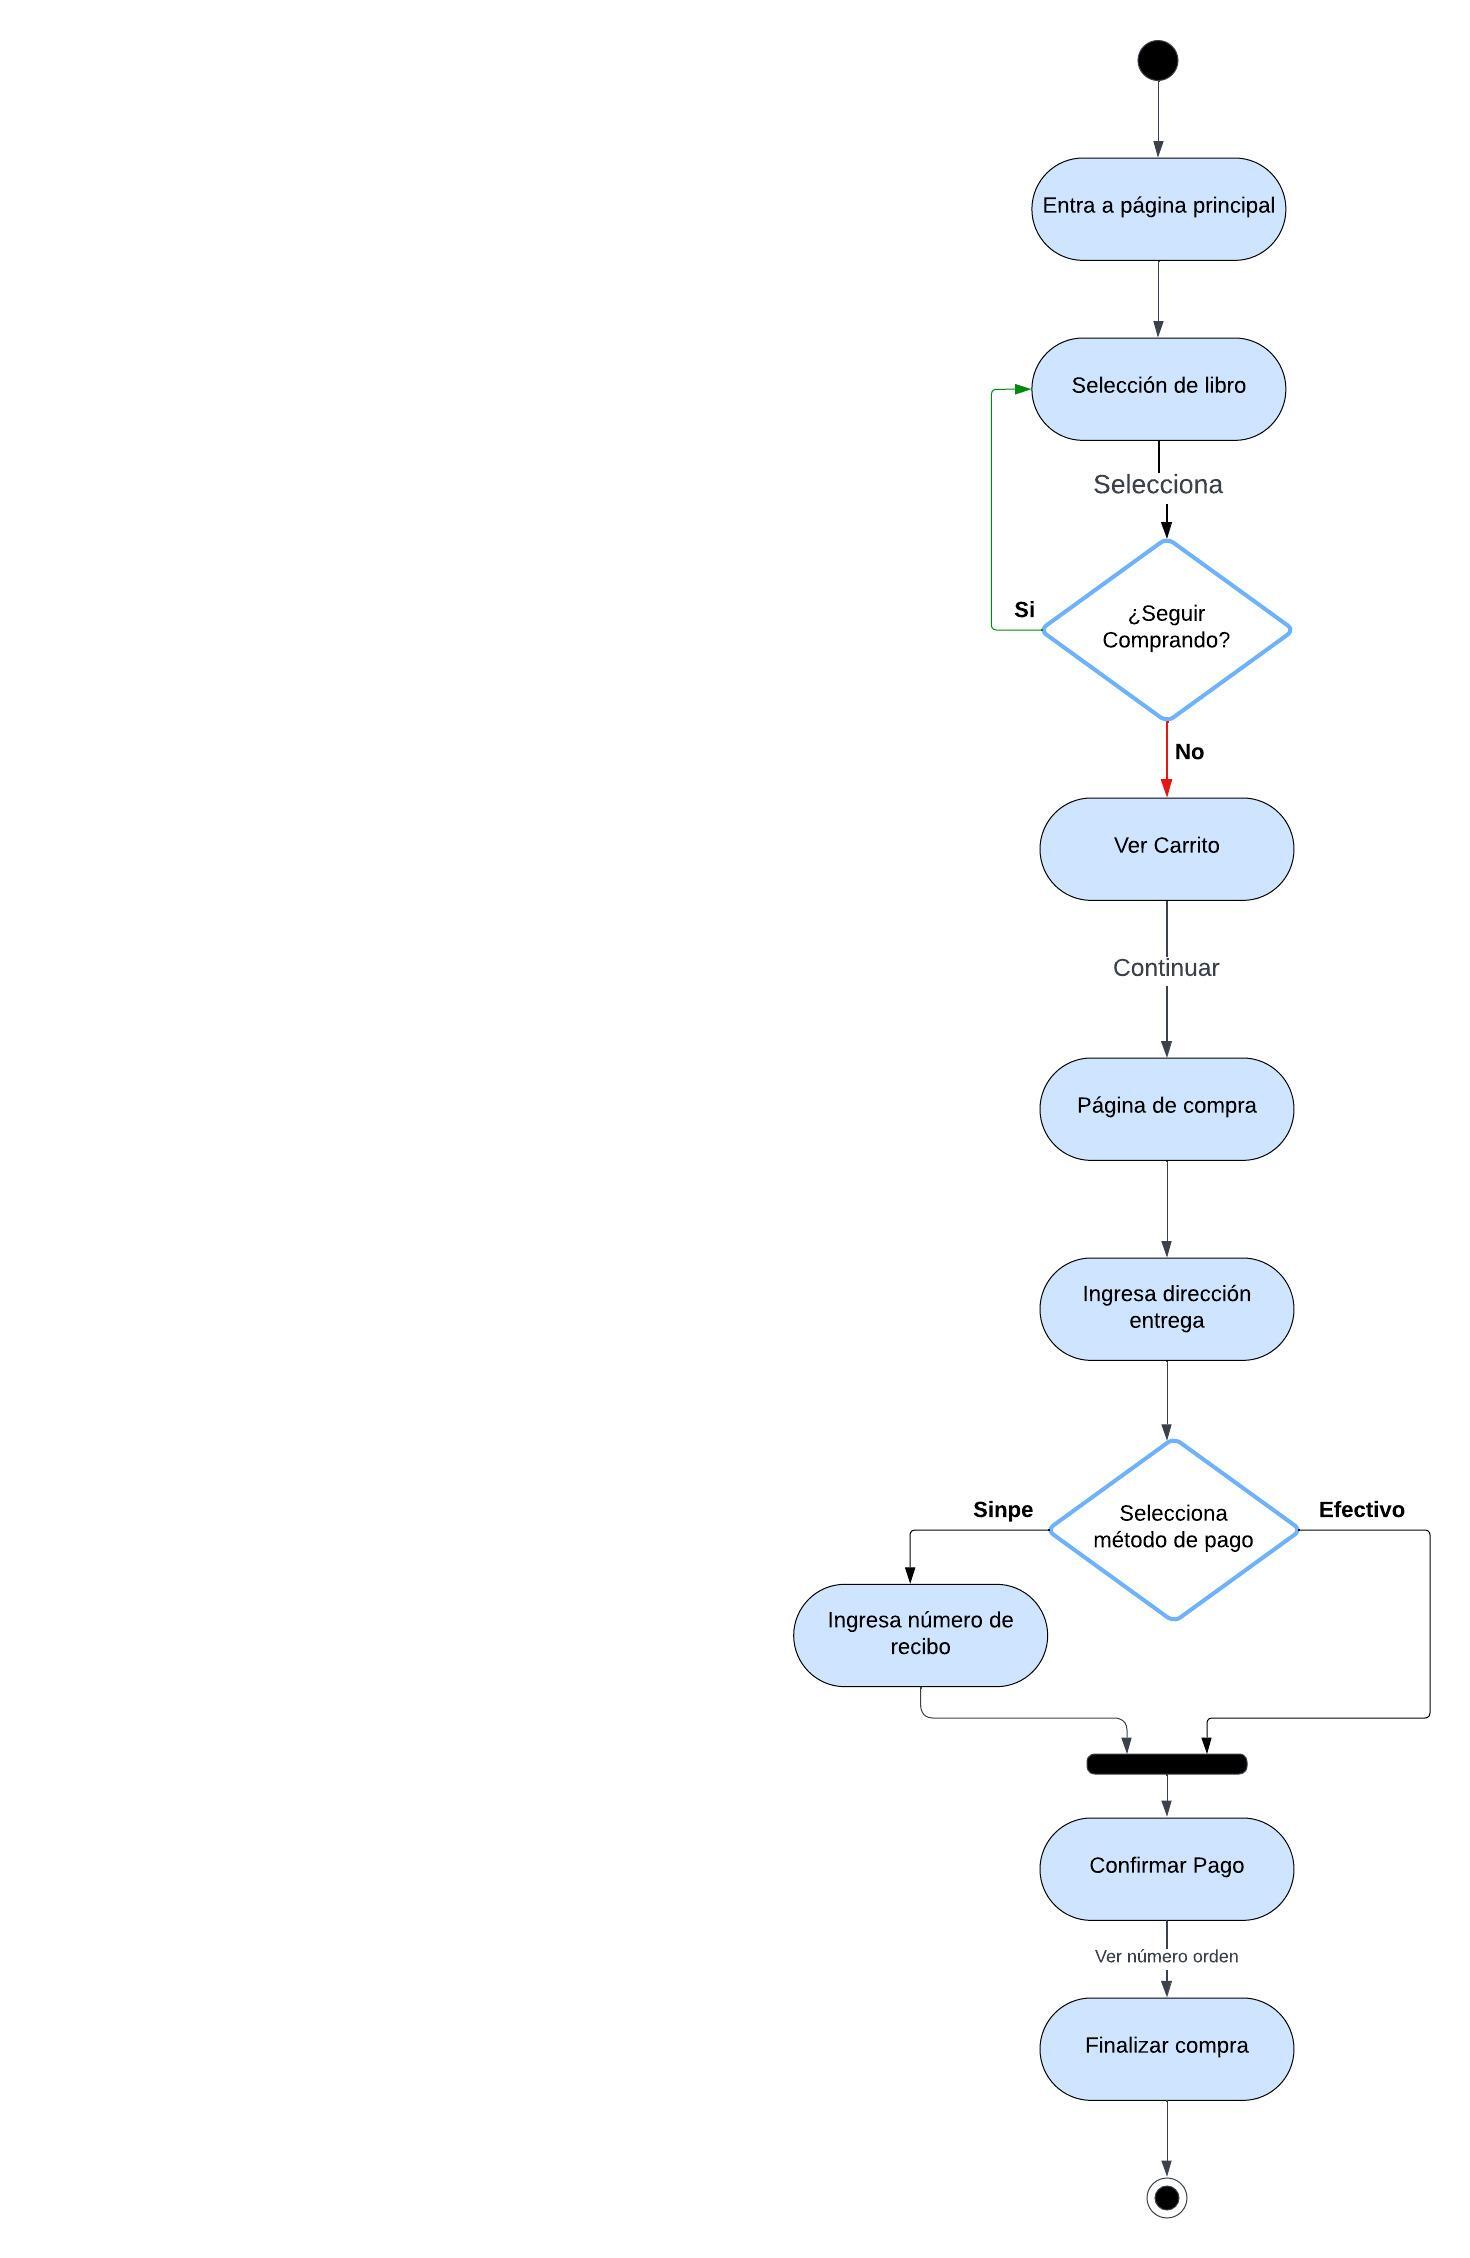 Entra a página principal
Selección de libro
Selecciona
Si
¿Seguir
Comprando?
No
Ver Carrito
Continuar
Página de compra
Ingresa dirección
entrega
Sinpe
Selecciona
método de pago
Efectivo
Ingresa número de
recibo
Confirmar Pago
Ver número orden
Finalizar compra